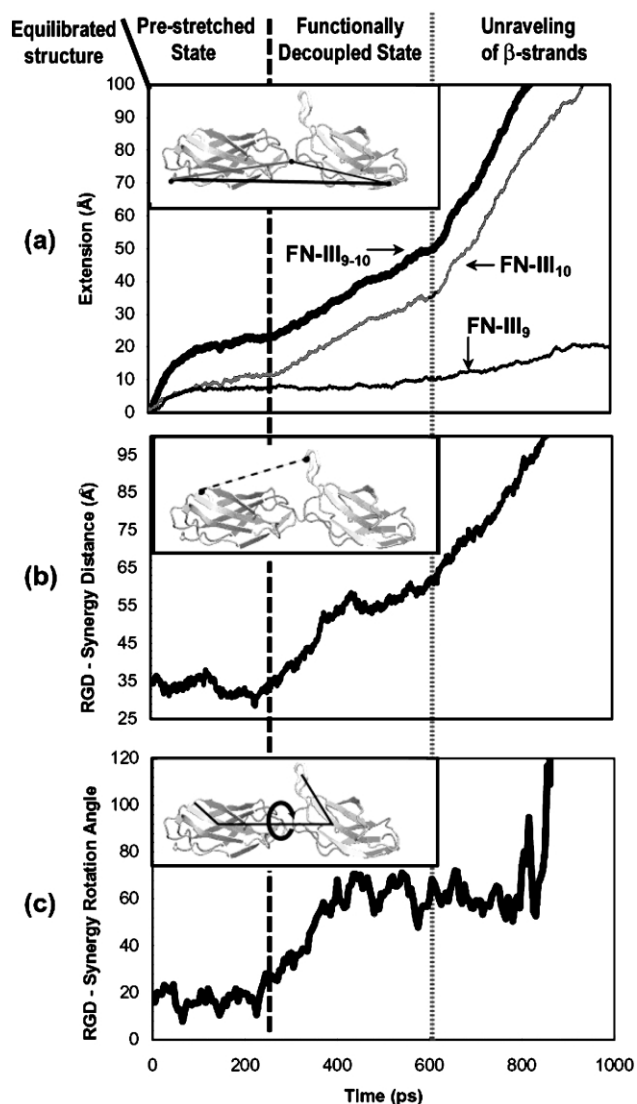 Equilibrated
structure
Pre-stretched
State
Functionally
Decoupled State
Unraveling
of β-strands
(a)
Extension (Å)
100
90
80
70
60
50
40
30
20
10
0
FN-III9-10
FN-III10
FN-III9
(b)
RGD - Synergy Distance (Å)
95
85
75
65
55
45
35
25
(c)
RGD - Synergy Rotation Angle
120
100
80
60
40
20
0
0 200 400 600 800 1000
Time (ps)